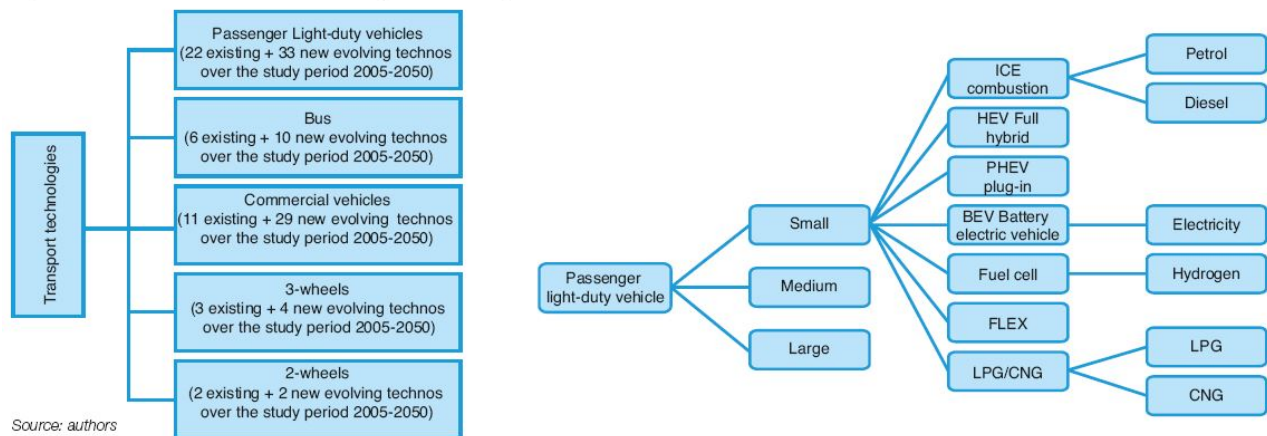 Transport technologies
Passenger Light-duty vehicles
(22 existing + 33 new evolving technos
over the study period 2005-2050)
Bus
(6 existing + 10 new evolving technos
over the study period 2005-2050)
Commercial vehicles
(11 existing + 29 new evolving technos
over the study period 2005-2050)
3-wheels
(3 existing + 4 new evolving technos
over the study period 2005-2050)
2-wheels
(2 existing + 2 new evolving technos
over the study period 2005-2050)
Source: authors
Passenger
light-duty vehicle
Small
Medium
Large
ICE
combustion
HEV Full
hybrid
PHEV
plug-in
BEV Battery
electric vehicle
Fuel cell
FLEX
LPG/CNG
Petrol
Diesel
Electricity
Hydrogen
LPG
CNG